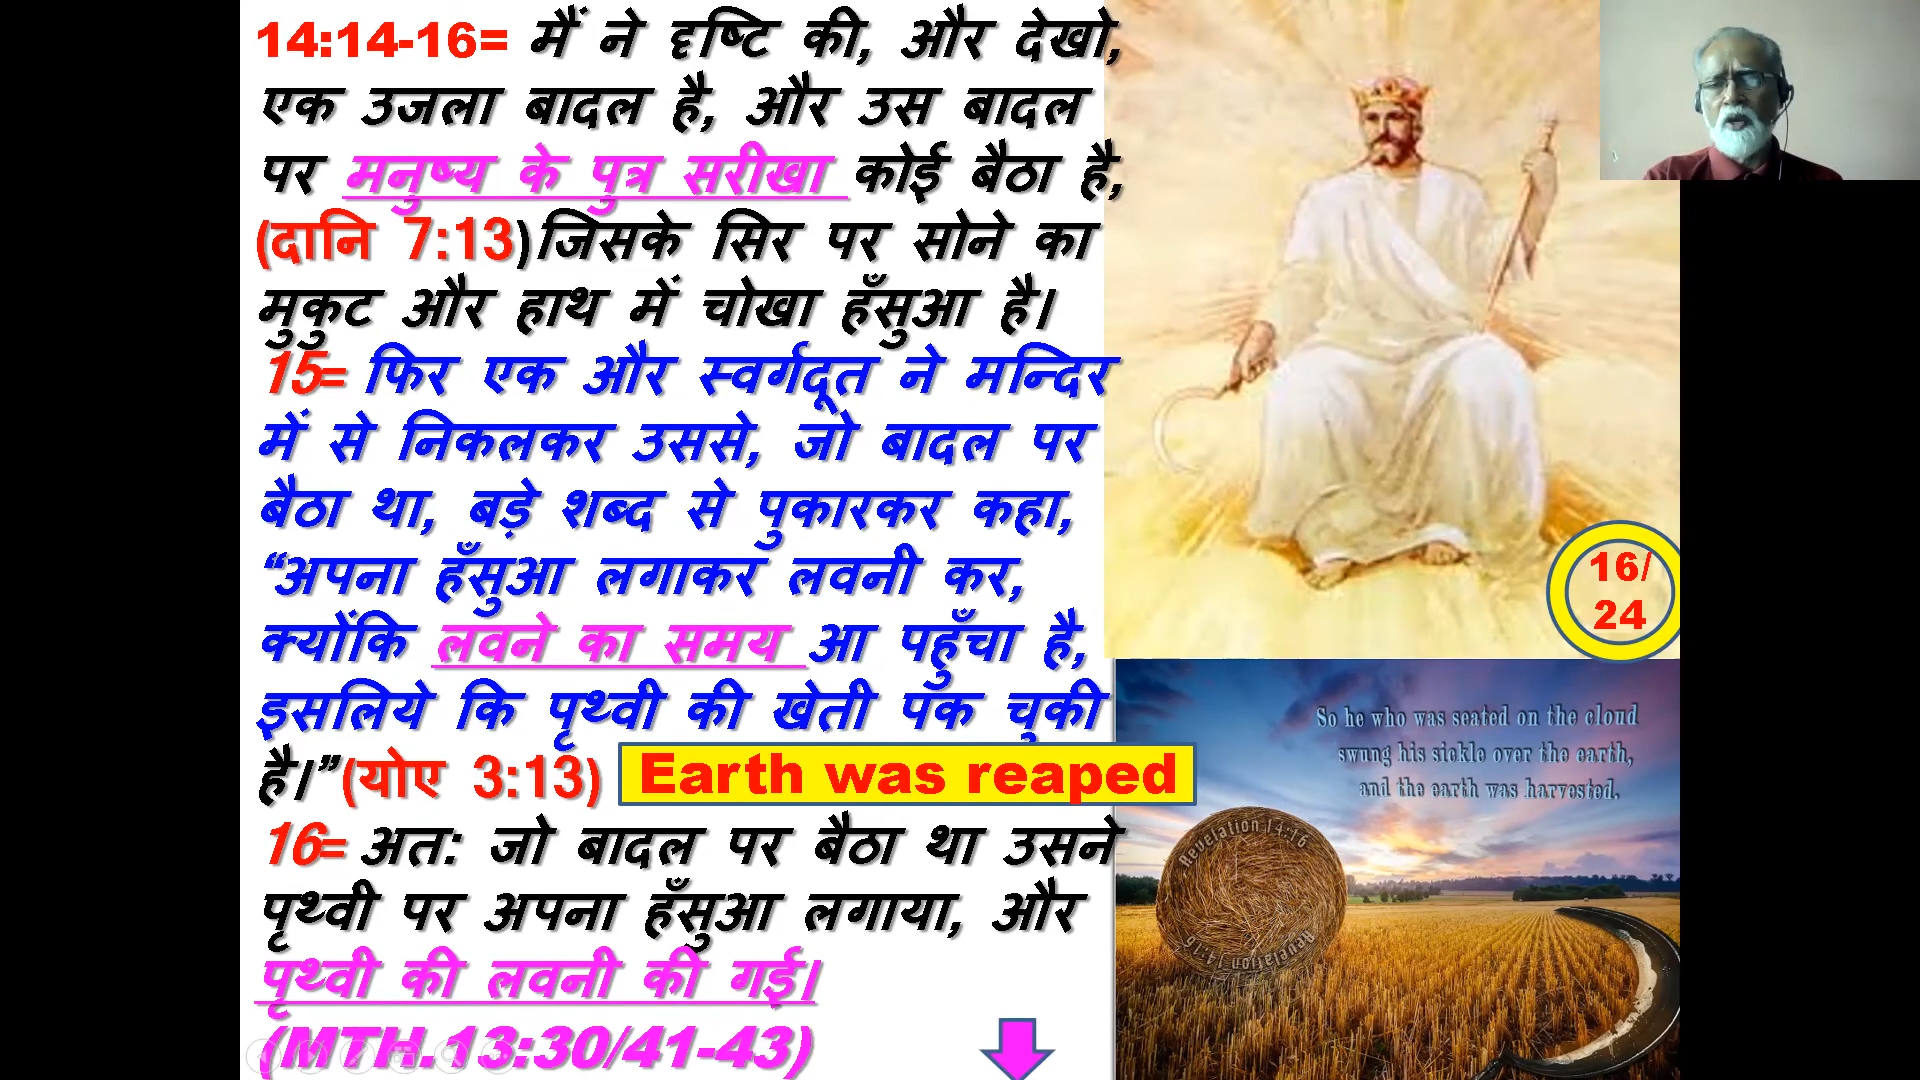 14:14-16= मैं ने दृष्टि की, और देखो,
एक उजला बादल है, और उस बादल
पर मनुष्य के पुत्र सरीखा कोई बैठा है,
(दानि 7:13)जिसके सिर पर सोने का
मुकुट और हाथ में चोखा हँसुआ है।
15= फिर एक और स्वर्गदूत ने मन्दिर
में से निकलकर उससे, जो बादल पर
बैठा था, बड़े शब्द से पुकारकर कहा,
“अपना हँसुआ लगाकर लवनी कर,
क्योंकि लवने का समय आ पहुँचा है,
इसलिये कि पृथ्वी की खेती पक चुकी
है।”(योए 3:13)
Earth was reaped
16= अत: जो बादल पर बैठा था उसने
पृथ्वी पर अपना हँसुआ लगाया, और
पृथ्वी की लवनी की गई।
(MTH.13:30/41-43)
16/
24
So he who was seated on the cloud
swung his sickle over the earth,
and the earth was harvested.
Revelation 14:16
Revelation 14:16